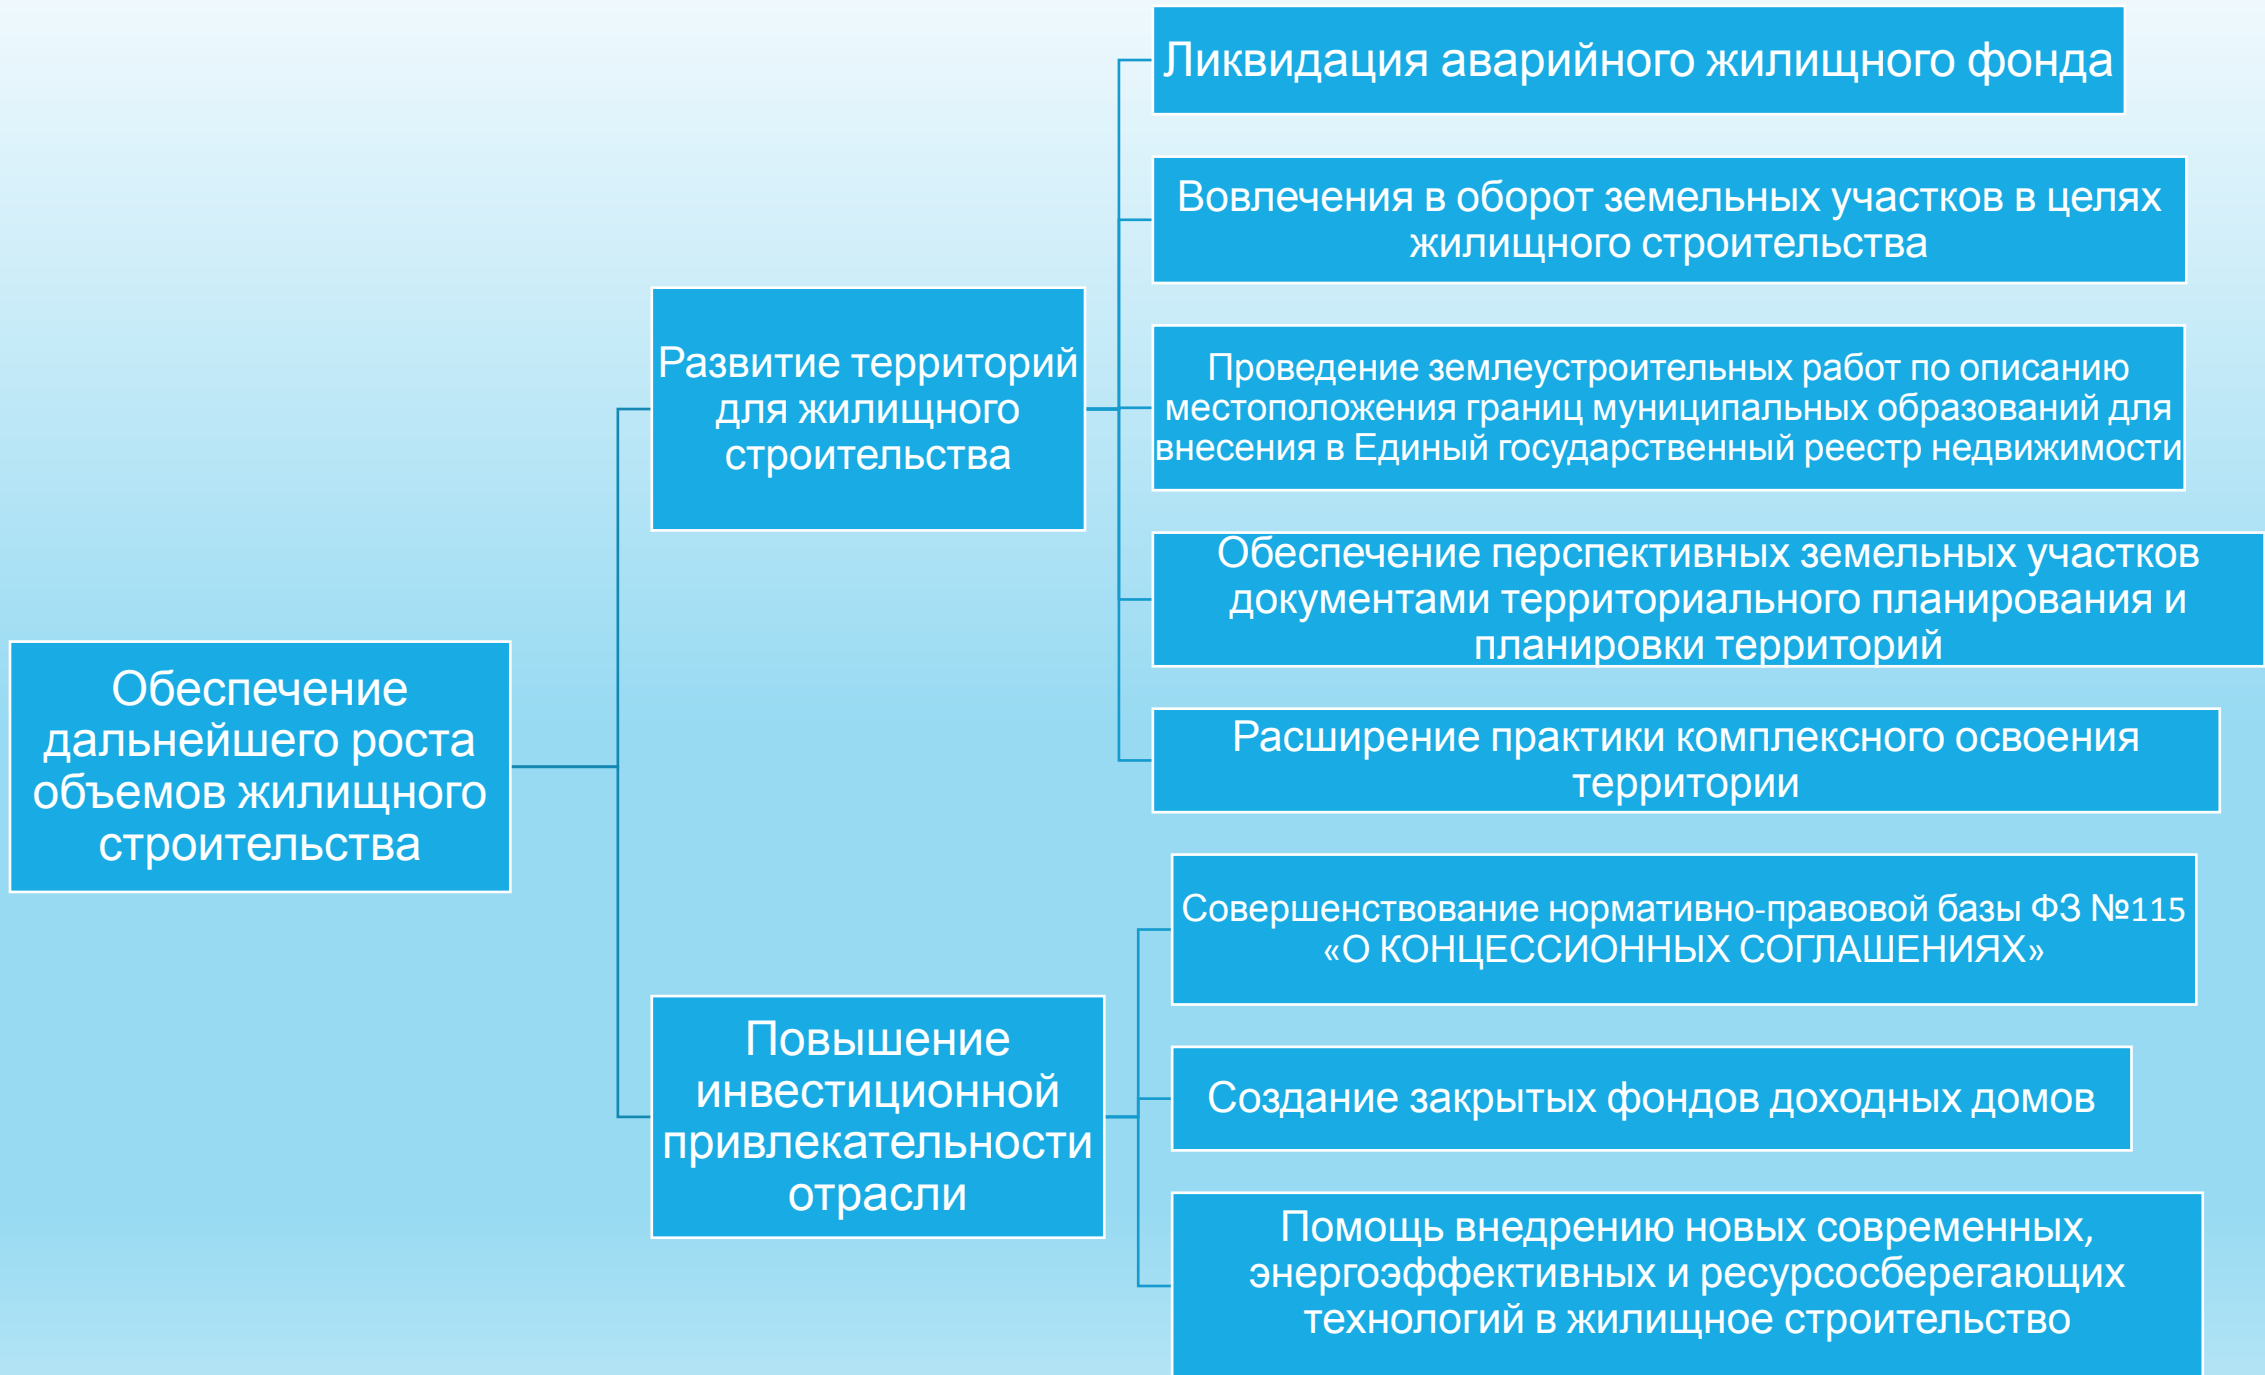 Ликвидация аварийного жилищного фонда
Вовлечения в оборот земельных участков в целях
жилищного строительства
Развитие территорий
для жилищного
строительства
Проведение землеустроительных работ по описанию
местоположения границ муниципальных образований для
внесения в Единый государственный реестр недвижимости
Обеспечение перспективных земельных участков
документами территориального планирования и
планировки территорий
Обеспечение
дальнейшего роста
объемов жилищного
строительства
Расширение практики комплексного освоения
территории
Совершенствование нормативно-правовой базы ФЗ №115
«О КОНЦЕССИОННЫХ СОГЛАШЕНИЯХ»
Повышение
инвестиционной
привлекательности
отрасли
Создание закрытых фондов доходных домов
Помощь внедрению новых современных,
энергоэффективных и ресурсосберегающих
технологий в жилищное строительство